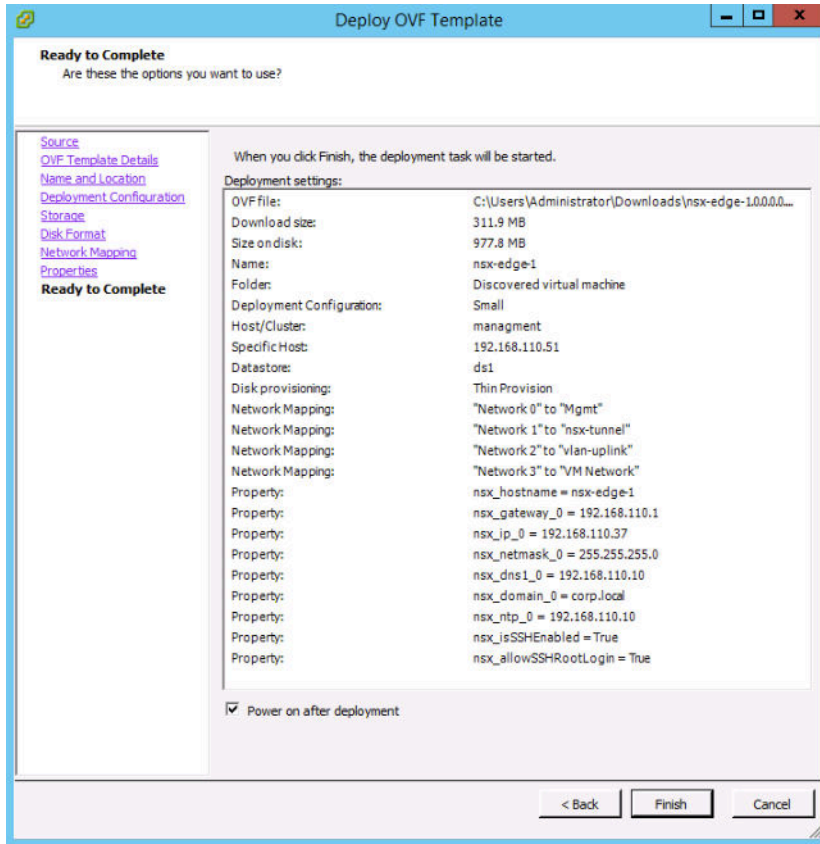 Deploy OVF Template
Ready to Complete
Are these the options you want to use?
Source
OVF Template Details
Name and Location
Deployment Configuration
Storage
Disk Format
Network Mapping
Properties
Ready to Complete
When you click Finish, the deployment task will be started.
Deployment settings:
OVF file: C:\Users\Administrator\Downloads\nsx-edge-1.0.0.0.0...
Download size: 311.9 MB
Size on disk: 977.8 MB
Name: nsx-edge-1
Folder: Discovered virtual machine
Deployment Configuration: Small
Host/Cluster: managment
Specific Host: 192.168.110.51
Datastore: ds1
Disk provisioning: Thin Provision
Network Mapping: "Network 0" to "Mgmt"
Network Mapping: "Network 1" to "nsx-tunnel"
Network Mapping: "Network 2" to "vlan-uplink"
Network Mapping: "Network 3" to "VM Network"
Property: nsx_hostname = nsx-edge-1
Property: nsx_gateway_0 = 192.168.110.1
Property: nsx_ip_0 = 192.168.110.37
Property: nsx_netmask_0 = 255.255.255.0
Property: nsx_dns1_0 = 192.168.110.10
Property: nsx_domain_0 = corp.local
Property: nsx_ntp_0 = 192.168.110.10
Property: nsx_isSSHEnabled = True
Property: nsx_allowSSHRootLogin = True
Power on after deployment
< Back Finish Cancel